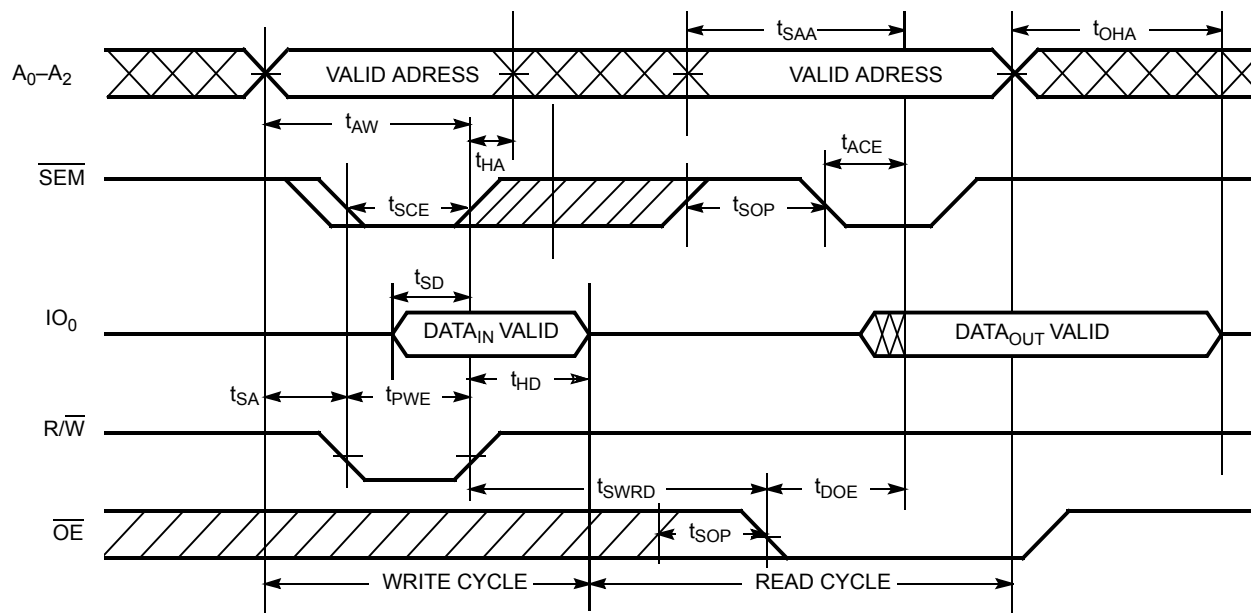 tSAA tOHA
A0–A2 VALID ADRESS VALID ADRESS
tAW
tHA tACE
SEM
tSCE tSOP
tSD
IO0 DATAIN VALID DATAOUT VALID
tSA tPWE tHD
R/W
tSWRD tDOE
OE tSOP
WRITE CYCLE READ CYCLE